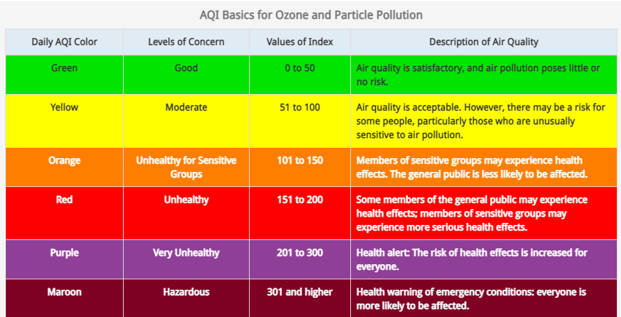 AQI Basics for Ozone and Particle Pollution
Daily AQI Color Levels of Concern Values of Index Description of Air Quality
Green Good 0 to 50 Air quality is satisfactory, and air pollution poses little or
no risk.
Yellow Moderate 51 to 100 Air quality is acceptable. However, there may be a risk for
some people, particularly those who are unusually
sensitive to air pollution.
Orange Unhealthy for Sensitive 101 to 150 Members of sensitive groups may experience health
Groups effects. The general public is less likely to be affected.
Red Unhealthy 151 to 200 Some members of the general public may experience
health effects; members of sensitive groups may
experience more serious health effects.
Purple Very Unhealthy 201 to 300 Health alert: The risk of health effects is increased for
everyone.
Maroon Hazardous 301 and higher Health warning of emergency conditions: everyone is
more likely to be affected.